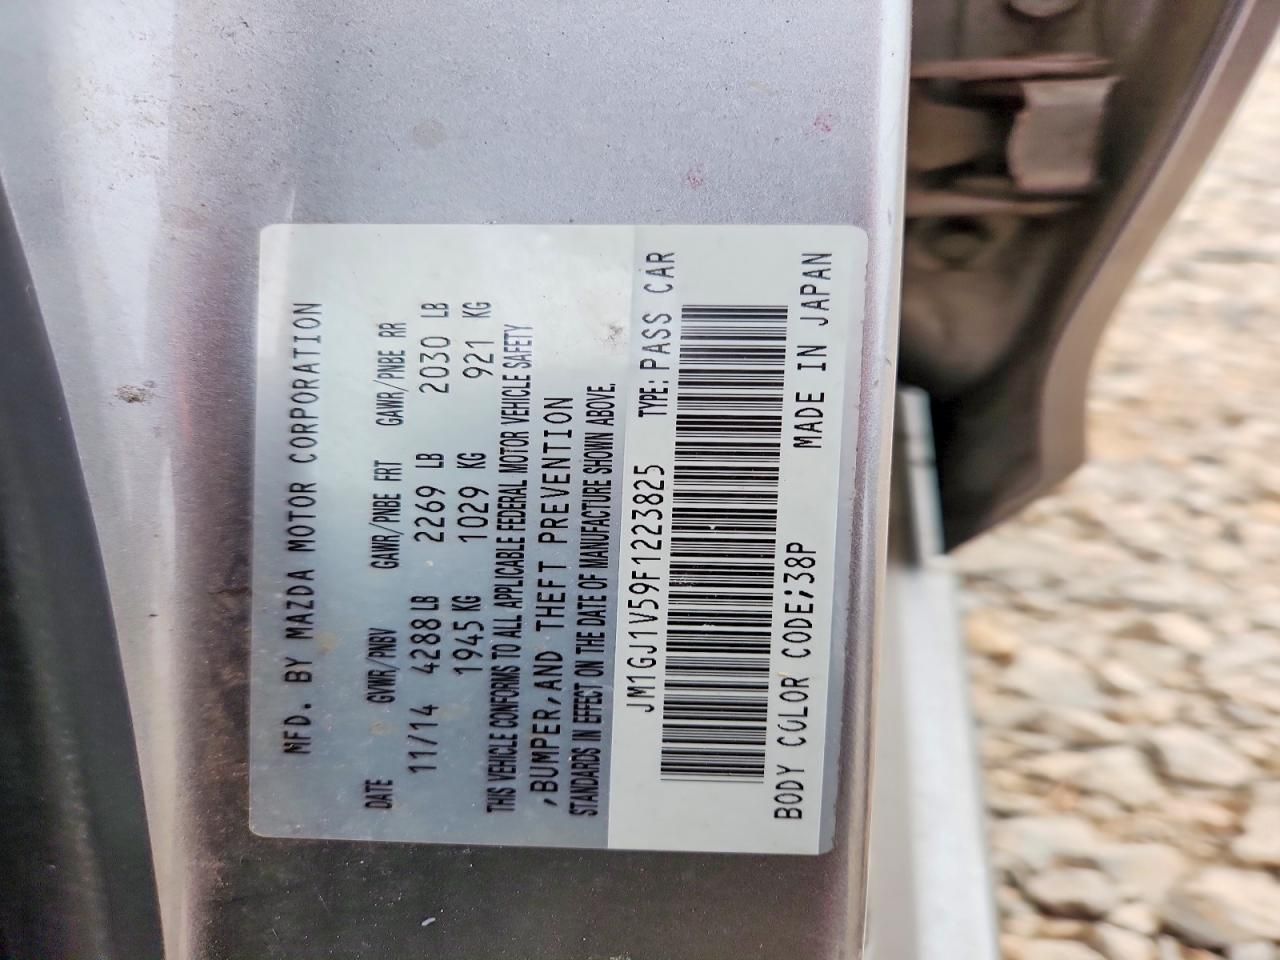 MFD. BY MAZDA MOTOR CORPORATION
DATE GVWR/PNBV GAWR/PNBE FRT GAWR/PNBE RR
11/14 4288 LB 2269 LB 2030 LB
1945 KG 1029 KG 921 KG
THIS VEHICLE CONFORMS TO ALL APPLICABLE FEDERAL MOTOR VEHICLE SAFETY
,BUMPER,AND THEFT PREVENTION
STANDARDS IN EFFECT ON THE DATE OF MANUFACTURE SHOWN ABOVE.
JM1GJ1V59F1223825 TYPE:PASS CAR
BODY COLOR CODE;38P MADE IN JAPAN